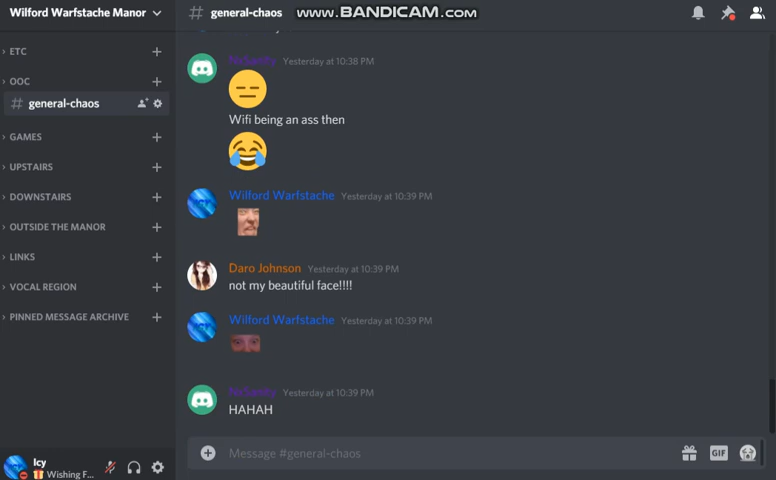 Wilford Warfstache Manor
# general-chaos
www.BANDICAM.com
ETC
OOC
# general-chaos
GAMES
UPSTAIRS
DOWNSTAIRS
OUTSIDE THE MANOR
LINKS
VOCAL REGION
PINNED MESSAGE ARCHIVE
Icy
Wishing F...
Yesterday at 10:38 PM
Wifi being an ass then
Wilford Warfstache Yesterday at 10:39 PM
Daro Johnson Yesterday at 10:39 PM
not my beautiful face!!!!
Wilford Warfstache Yesterday at 10:39 PM
Yesterday at 10:39 PM
HAHAH
Message #general-chaos
GIF